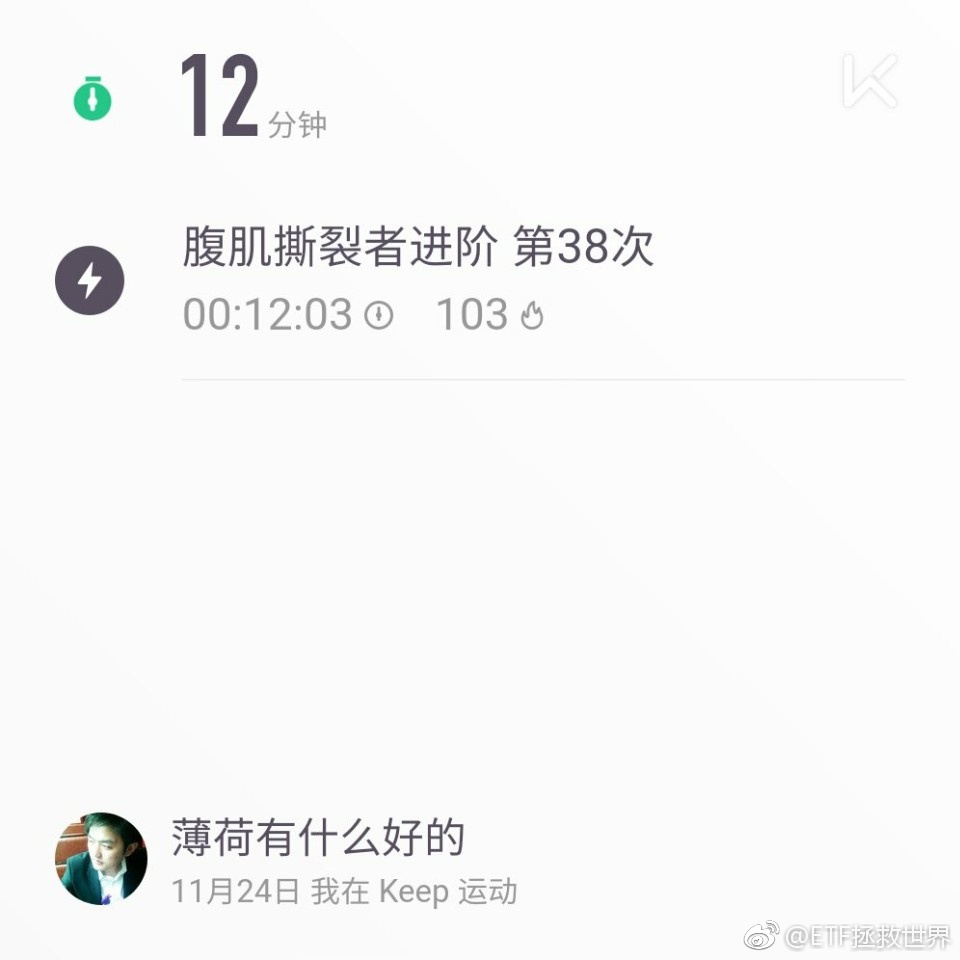 12分钟
腹肌撕裂者进阶 第38次
00:12:03 103
薄荷有什么好的
11月24日 我在 Keep 运动
@ETF拯救世界